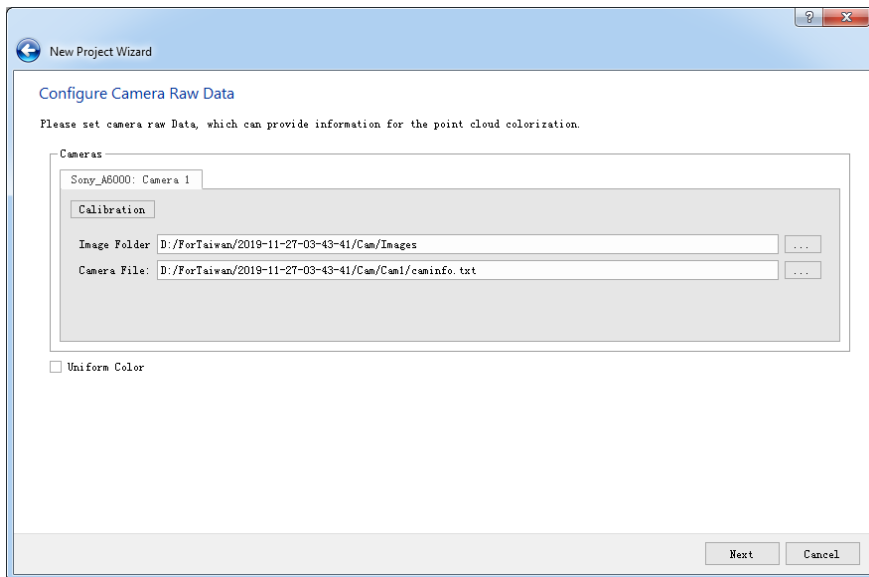 ?
X
New Project Wizard
Configure Camera Raw Data
Please set camera raw Data, which can provide information for the point cloud colorization.
Cameras
Sony_A6000: Camera 1
Calibration
Image Folder D:/ForTaiwan/2019-11-27-03-43-41/Cam/Images ...
Camera File: D:/ForTaiwan/2019-11-27-03-43-41/Cam/Cam1/caminfo.txt ...
Uniform Color
Next Cancel